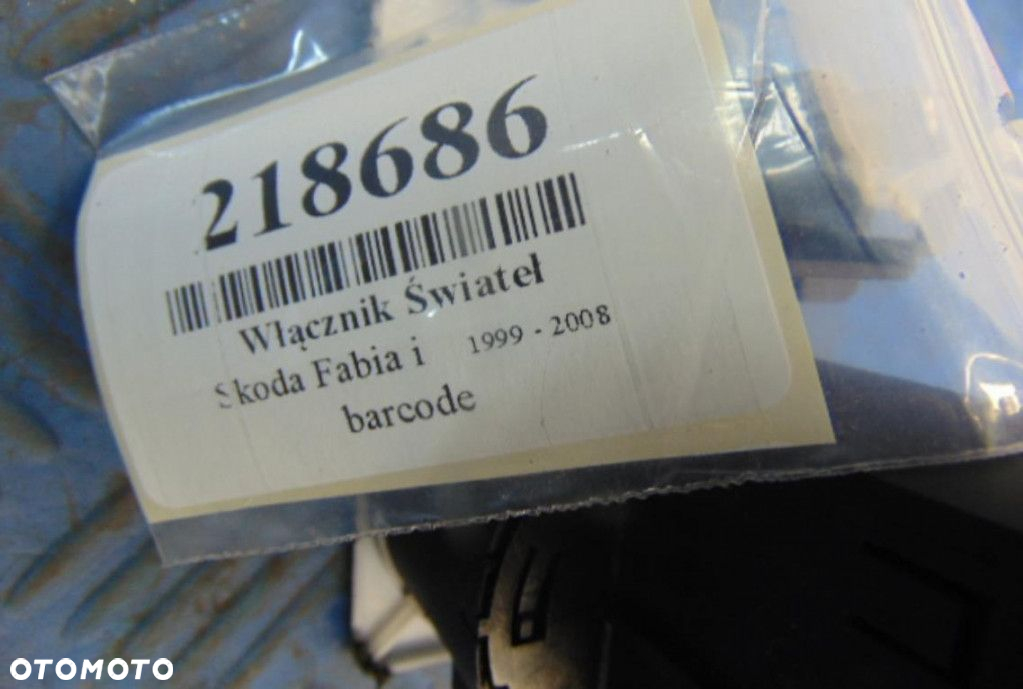 218686
Włącznik Świateł
Skoda Fabia i 1999 - 2008
barcode
OTOMOTO